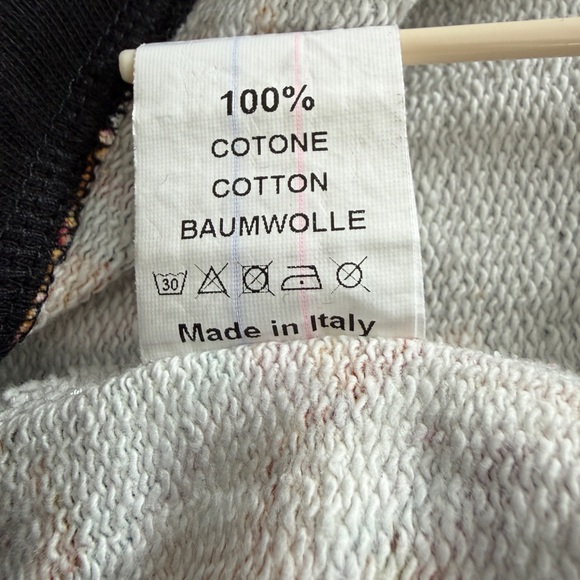 100%
COTONE
COTTON
BAUMWOLLE
30
Made in Italy